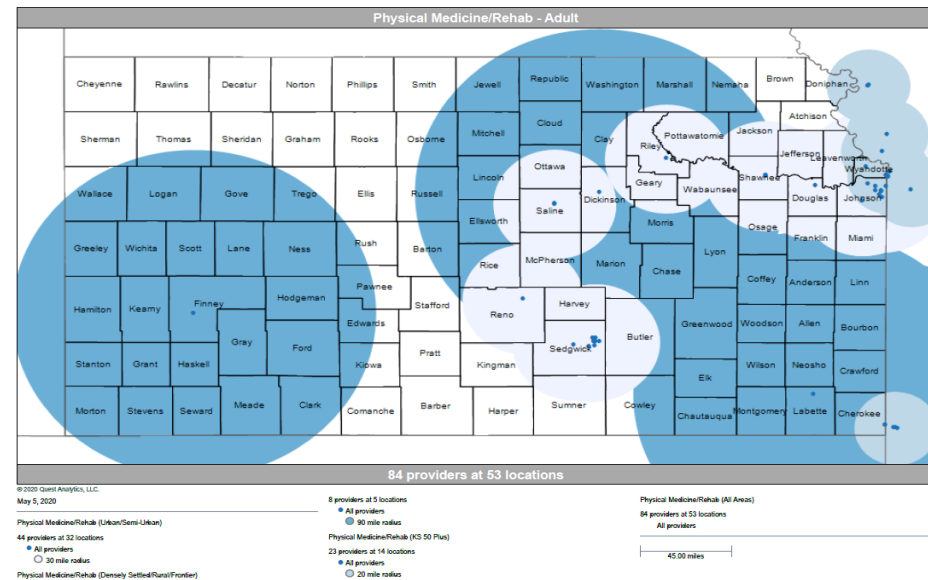 Physical Medicine/Rehab - Adult
Cheyenne Rawlins Decatur Norton Phillips Smith Jewell Republic Washington Marshall Nemaha Brown Doniphan
Atchison
Sherman Thomas Sheridan Graham Rooks Osborne Mitchell Cloud Clay Riley Pottawatomie Jackson Jefferson Leavenworth
Ottawa
Wyandotte
Wallace Logan Gove Trego Ellis Russell Lincoln Saline Dickinson Geary Wabaunsee Shawnee Douglas Johnson
Ellsworth Morris Osage Franklin Miami
Greeley Wichita Scott Lane Ness Rush Barton Rice McPherson Marion Chase Lyon Coffey Anderson Linn
Hamilton Kearny Finney Hodgeman Pawnee Stafford Reno Harvey
Gray Ford Edwards Sedgwick Butler Greenwood Woodson Allen Bourbon
Stanton Grant Haskell Kiowa Pratt Kingman Elk Wilson Neosho Crawford
Morton Stevens Seward Meade Clark Comanche Barber Harper Sumner Cowley Chautauqua Montgomery Labette Cherokee
84 providers at 53 locations
© 2020 Quest Analytics, LLC.
May 5, 2020
Physical Medicine/Rehab (Urban/Semi-Urban)
44 providers at 32 locations
All providers
30 mile radius
Physical Medicine/Rehab (Densely Settled/Rural/Frontier)
8 providers at 5 locations
All providers
90 mile radius
Physical Medicine/Rehab (KS 50 Plus)
23 providers at 14 locations
All providers
20 mile radius
Physical Medicine/Rehab (All Areas)
84 providers at 53 locations
All providers
45.00 miles